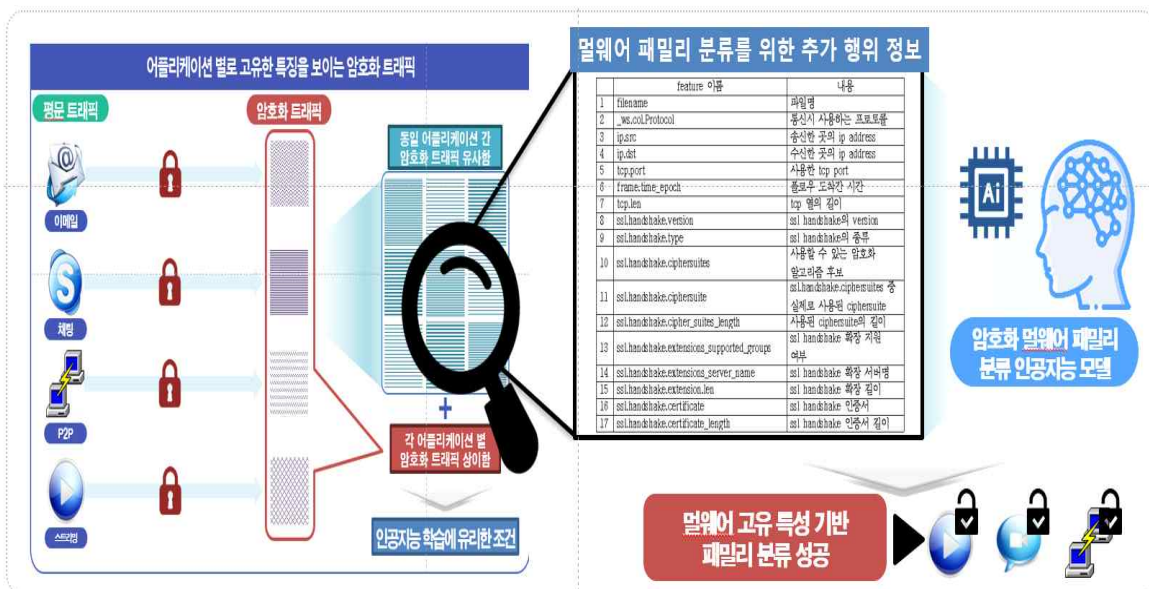 어플리케이션 별로 고유한 특징을 보이는 암호화 트래픽
평문 트래픽
암호화 트래픽
이메일
채팅
P2P
스트리밍
동일 어플리케이션 간
암호화 트래픽 유사함
+
각 어플리케이션 별
암호화 트래픽 상이함
인공지능 학습에 유리한 조건
멀웨어 패밀리 분류를 위한 추가 행위 정보
feature 이름 내용
1 filename 파일명
2 _ws.col.Protocol 통신시 사용하는 프로토콜
3 ip.src 송신한 곳의 ip address
4 ip.dst 수신한 곳의 ip address
5 tcp.port 사용한 tcp port
6 frame.time_epoch 플로우 도착간 시간
7 tcp.len tcp 열의 길이
8 ssl.handshake.version ssl handshake의 version
9 ssl.handshake.type ssl handshake의 종류
10 ssl.handshake.ciphersuites 사용할 수 있는 암호화
알고리즘 후보
11 ssl.handshake.ciphersuite ssl.handshake.ciphersuites 중
실제로 사용된 ciphersuite
12 ssl.handshake.cipher_suites_length 사용된 ciphersuite의 길이
13 ssl.handshake.extensions_supported_groups ssl handshake 확장 지원
여부
14 ssl.handshake.extensions_server_name ssl handshake 확장 서버명
15 ssl.handshake.extension.len ssl handshake 확장 길이
16 ssl.handshake.certificate ssl handshake 인증서
17 ssl.handshake.certificate_length ssl handshake 인증서 길이
Ai
암호화 멀웨어 패밀리
분류 인공지능 모델
멀웨어 고유 특성 기반
패밀리 분류 성공